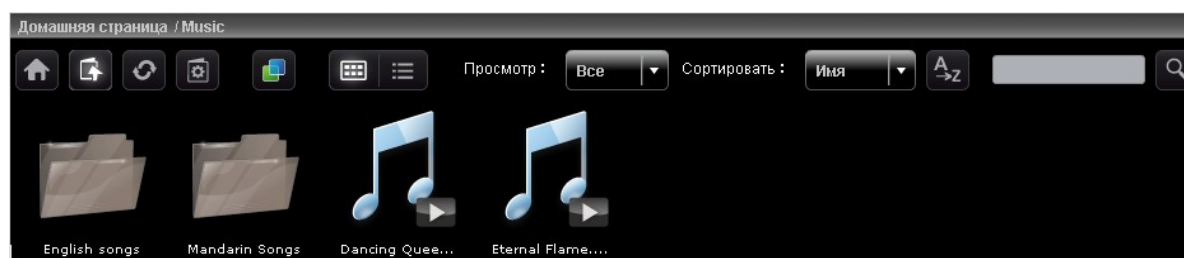 Домашняя страница / Music
Просмотр: Все Сортировать: Имя A→Z
English songs Mandarin Songs Dancing Quee... Eternal Flame....